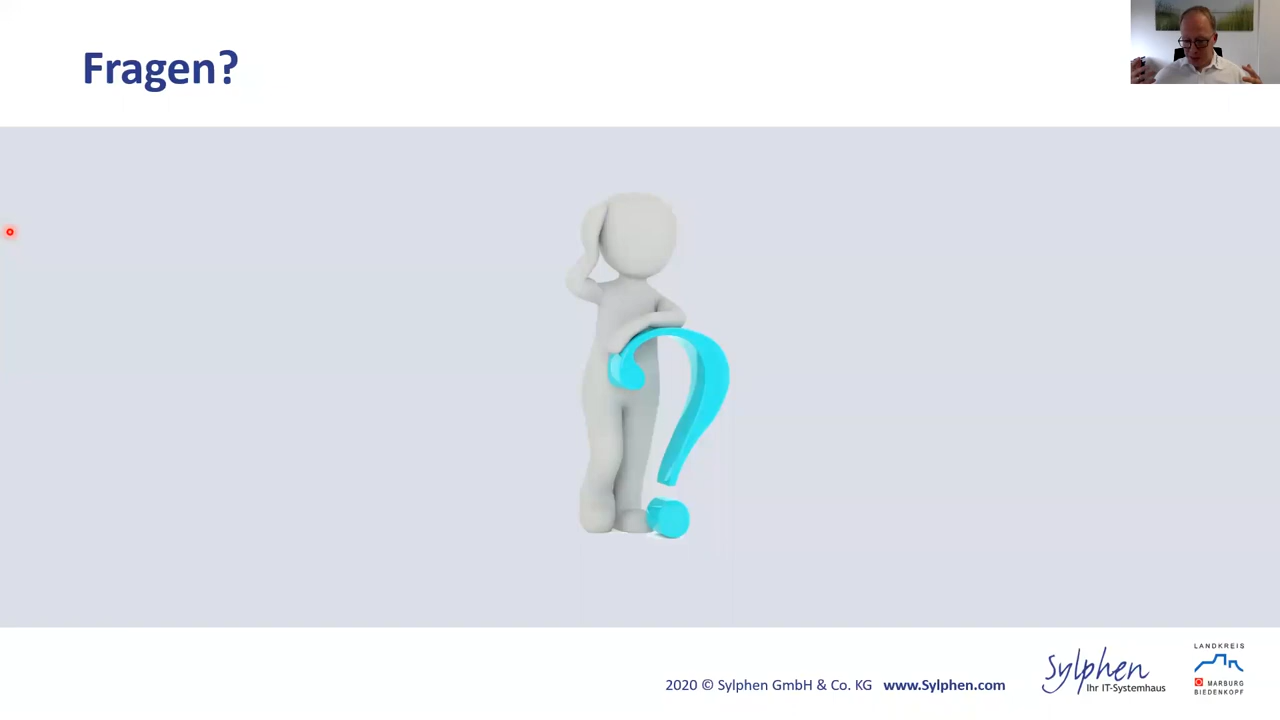 Fragen?
2020 © Sylphen GmbH & Co. KG www.Sylphen.com
Sylphen
Ihr IT-Systemhaus
LANDKREIS
MARBURG
BIEDENKOPF